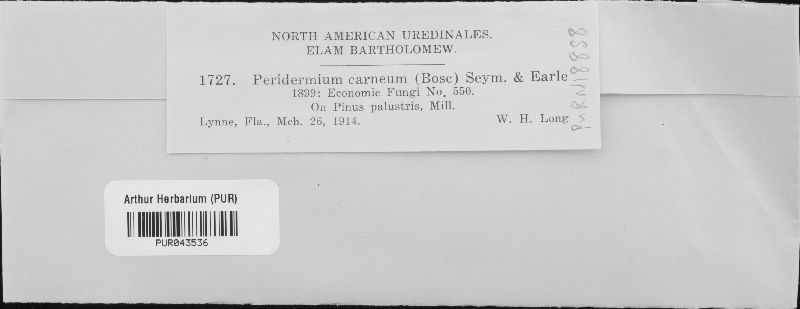 NORTH AMERICAN UREDINALES.
ELAM BARTHOLOMEW.
1727. Peridermium carneum (Bosc) Seym. & Earle
1899: Economic Fungi No. 550.
On Pinus palustris, Mill.
Lynne, Fla., Mch. 26, 1914. W. H. Long
Arthur Herbarium (PUR)
PUR043536